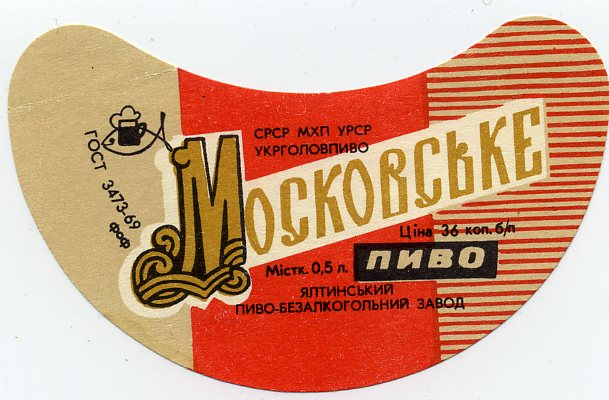 СРСР МХП УРСР
УКРГОЛОВПИВО
ГОСТ 3473-69
фоф
МОСКОВСЬКЕ
Ціна 36 коп. б/п
Містк. 0,5 л. ПИВО
ЯЛТИНСЬКИЙ
ПИВО-БЕЗАЛКОГОЛЬНИЙ ЗАВОД